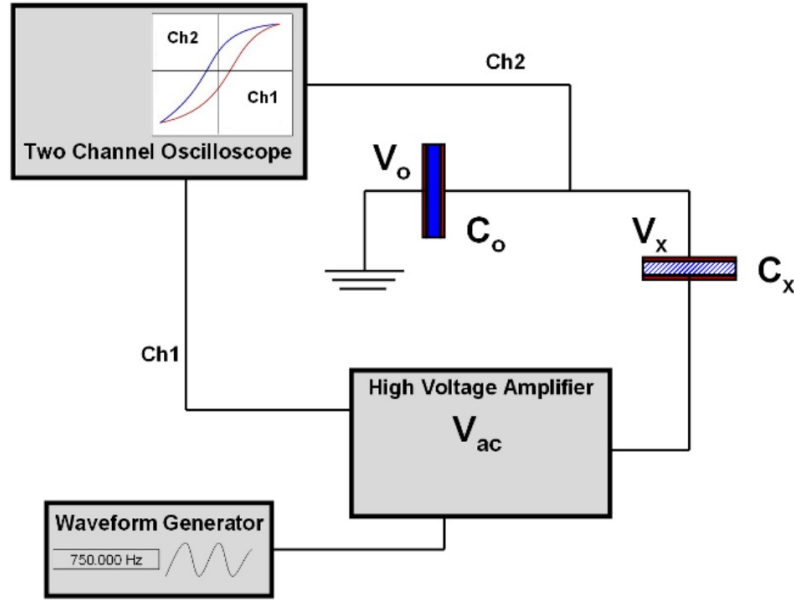 Ch2
Ch1
Two Channel Oscilloscope
Ch2
Vo
Co
Vx
Cx
Ch1
High Voltage Amplifier
Vac
Waveform Generator
750.000 Hz